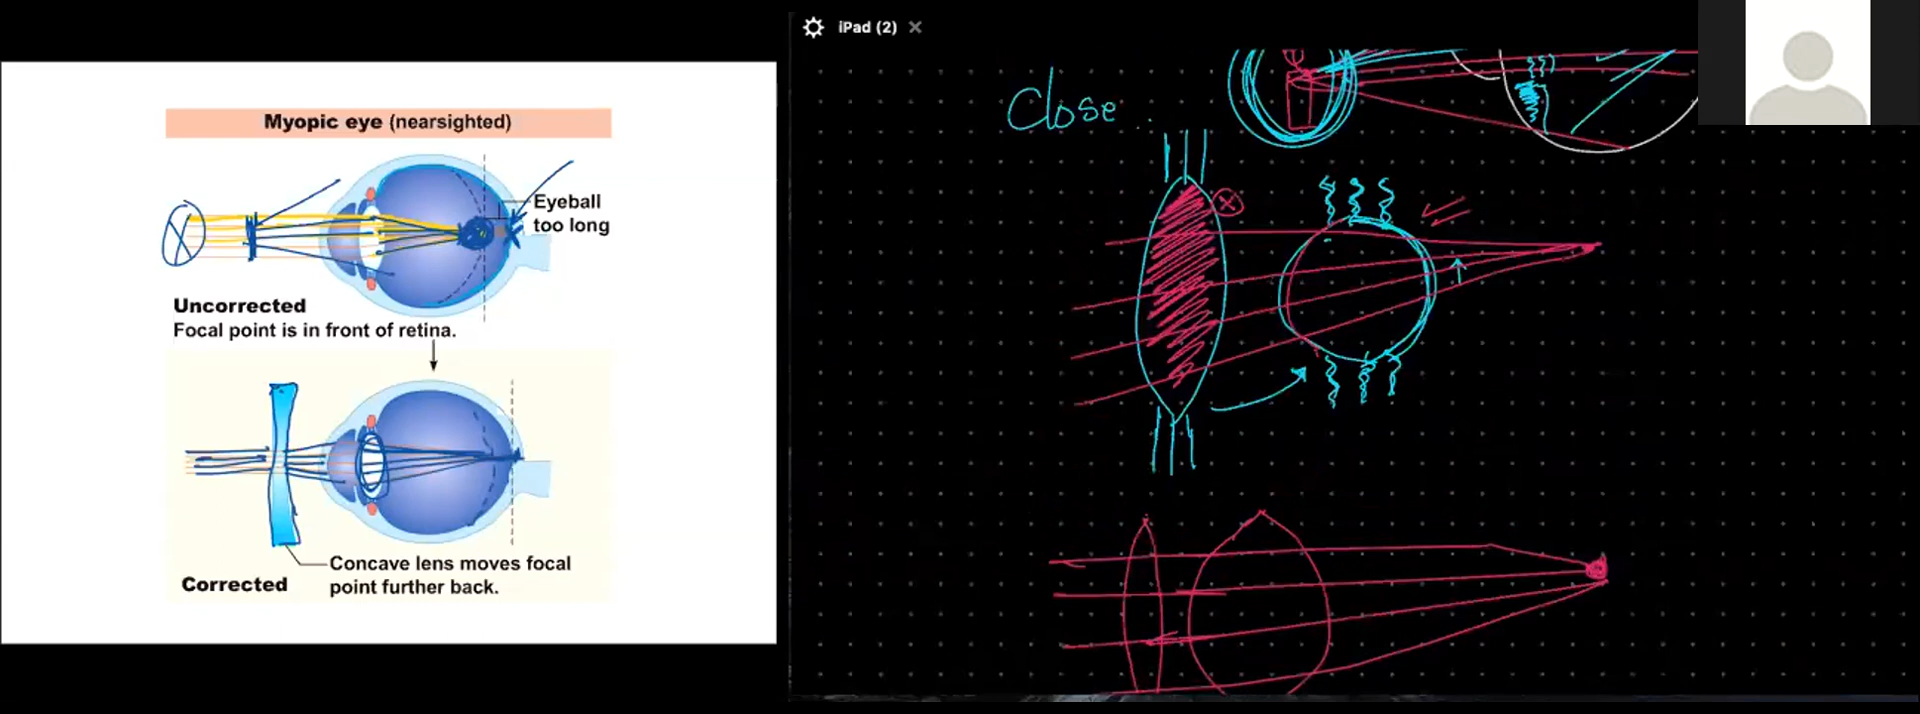 Myopic eye (nearsighted)
Eyeball
too long
Uncorrected
Focal point is in front of retina.
Concave lens moves focal
point further back.
Corrected
iPad (2)
Close